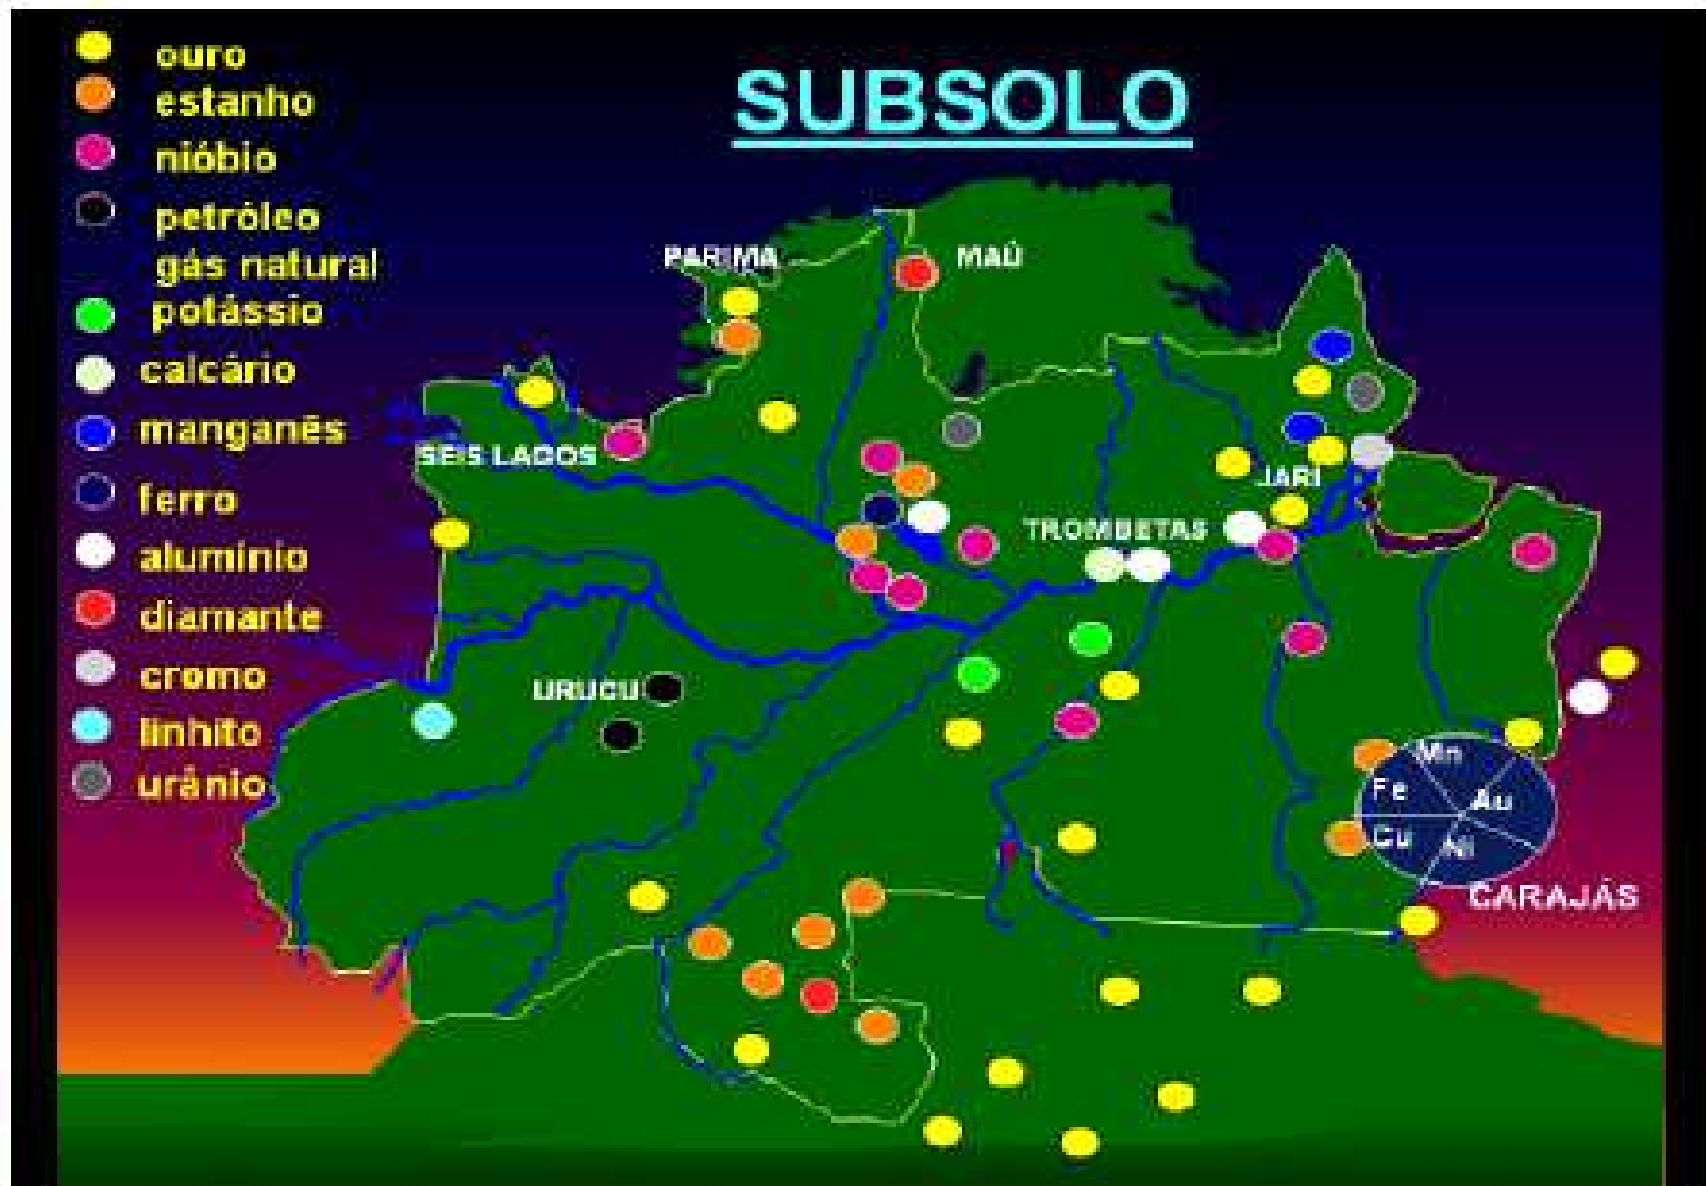 SUBSOLO
ouro
estanho
nióbio
petróleo
gás natural
potássio
calcário
manganês
ferro
alumínio
diamante
cromo
linhito
urânio
PARIMA
MAÚ
SEIS LAGOS
JARI
TROMBETAS
URUCU
Mn
Fe
Au
Cu
Ni
CARAJÁS